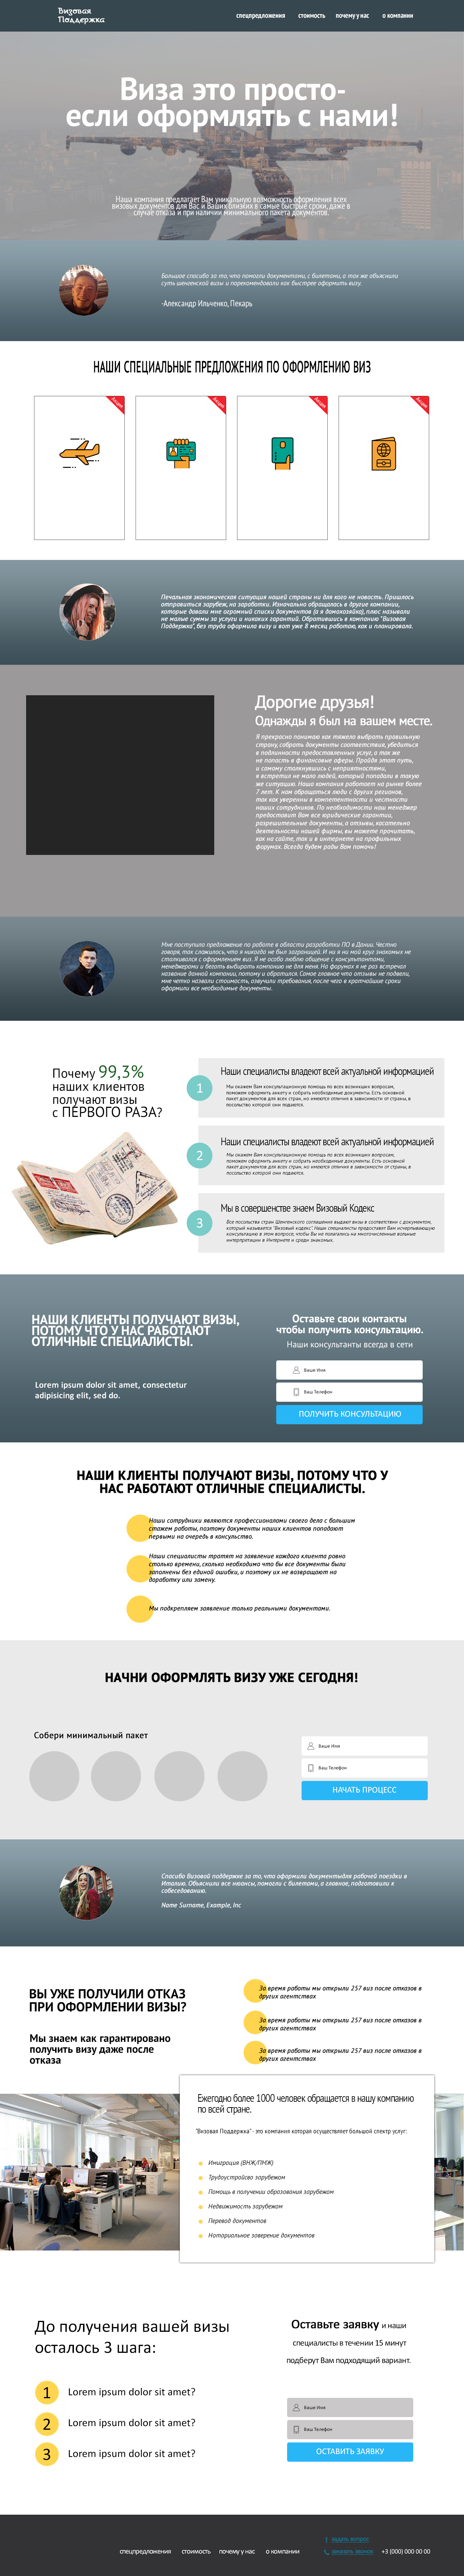 Визовая
Поддержка
спецпредложения стоимость почему у нас о компании
Виза это просто-
если оформлять с нами!
Наша компания предлагает Вам уникальную возможность оформления всех
визовых документов для Вас и Ваших близких в самые быстрые сроки, даже в
случае отказа и при наличии минимального пакета документов.
Большое спасибо за то, что помогли документами, с билетами, а так же объяснили
суть шенгенской визы и порекомендовали как быстрее оформить визу.
-Александр Ильченко, Пекарь
НАШИ СПЕЦИАЛЬНЫЕ ПРЕДЛОЖЕНИЯ ПО ОФОРМЛЕНИЮ ВИЗ
Акция
Акция
Акция
Акция
Печальная экономическая ситуация нашей страны ни для кого не новость. Пришлось
отправиться зарубеж, на заработки. Изначально обращалась в другие компании,
которые давали мне огромный списки документов (а я домохозяйка), плюс называли
не малые суммы за услуги и никаких гарантий. Обратившись в компанию "Визовая
Поддержка", без труда оформила визу и вот уже 8 месяц работаю, как и планировала.
Дорогие друзья!
Однажды я был на вашем месте.
Я прекрасно понимаю как тяжело выбрать правильную
страну, собрать документы соответствия, убедиться
в подлинности предоставленных услуг, а так же
не попасть в финансовые аферы. Пройдя этот путь,
и самому столкнувшись с неприятностями,
я встретил не мало людей, который попадали в такую
же ситуацию. Наша компания работает на рынке более
7 лет. К нам обращаются люди с других регионов,
так как уверенны в компетентности и честности
наших сотрудников. По необходимости наш менеджер
предоставит Вам все юридические гарантии,
разрешительные документы, а отзывы, касательно
деятельности нашей фирмы, вы можете прочитать,
как на сайте, так и в интернете на профильных
форумах. Всегда будем рады Вам помочь!
Мне поступило предложение по работе в области разработки ПО в Дании. Честно
говоря, так сложилось, что я никогда не был заграницей. И ни я ни мой круг знакомых не
сталкивался с оформлением виз. Я не особо люблю общение с консультантами,
менеджерами и бегать выбирать компанию не для меня. На форумах я не раз встречал
название данной компании, потому и обратился. Самое главное что отзывы не подвели,
мне четко назвали стоимость, озвучили требования, после чего в кротчайшие сроки
оформили все необходимые документы.
Почему 99,3%
наших клиентов
получают визы
с ПЕРВОГО РАЗА?
1
Наши специалисты владеют всей актуальной информацией
Мы окажем Вам консультационную помощь по всех возникших вопросам,
поможем оформить анкету и собрать необходимые документы. Есть основной
пакет документов для всех стран, но имеются отличия в зависимости от страны, в
посольство которой они подается.
2
Наши специалисты владеют всей актуальной информацией
Мы окажем Вам консультационную помощь по всех возникших вопросам,
поможем оформить анкету и собрать необходимые документы. Есть основной
пакет документов для всех стран, но имеются отличия в зависимости от страны, в
посольство которой они подается.
3
Мы в совершенстве знаем Визовый Кодекс
Все посольства стран Шенгенского соглашения выдают визы в соответствии с документом,
который называется "Визовый кодекс". Наши специалисты предоставят Вам исчерпывающую
консультацию в этом вопросе, чтобы Вы не полагались на многочисленные вольные
интерпретации в Интернете и среди знакомых.
НАШИ КЛИЕНТЫ ПОЛУЧАЮТ ВИЗЫ,
ПОТОМУ ЧТО У НАС РАБОТАЮТ
ОТЛИЧНЫЕ СПЕЦИАЛИСТЫ.
Lorem ipsum dolor sit amet, consectetur
adipisicing elit, sed do.
Оставьте свои контакты
чтобы получить консультацию.
Наши консультанты всегда в сети
Ваше Имя
Ваш Телефон
ПОЛУЧИТЬ КОНСУЛЬТАЦИЮ
НАШИ КЛИЕНТЫ ПОЛУЧАЮТ ВИЗЫ, ПОТОМУ ЧТО У
НАС РАБОТАЮТ ОТЛИЧНЫЕ СПЕЦИАЛИСТЫ.
Наши сотрудники являются профессионалами своего дела с большим
стажем работы, поэтому документы наших клиентов попадают
первыми на очередь в консульство.
Наши специалисты тратят на заявление каждого клиента ровно
столько времени, сколько необходимо что бы все документы были
заполнены без единой ошибки, и поэтому их не возвращают на
доработку или замену.
Мы подкрепляем заявление только реальными документами.
НАЧНИ ОФОРМЛЯТЬ ВИЗУ УЖЕ СЕГОДНЯ!
Собери минимальный пакет
Ваше Имя
Ваш Телефон
НАЧАТЬ ПРОЦЕСС
Спасибо Визовой поддержке за то, что оформили документыдля рабочей поездки в
Италию. Объяснили все нюансы, помогли с билетами, а главное, подготовили к
собеседованию.
Name Surname, Example, Inc
ВЫ УЖЕ ПОЛУЧИЛИ ОТКАЗ
ПРИ ОФОРМЛЕНИИ ВИЗЫ?
Мы знаем как гарантировано
получить визу даже после
отказа
За время работы мы открыли 257 виз после отказов в
других агентствах
За время работы мы открыли 257 виз после отказов в
других агентствах
За время работы мы открыли 257 виз после отказов в
других агентствах
Ежегодно более 1000 человек обращается в нашу компанию
по всей стране.
"Визовая Поддержка" - это компания которая осуществляет большой спектр услуг:
Имиграция (ВНЖ/ПМЖ)
Трудоустройсво зарубежом
Помощь в получении образования зарубежом
Недвижимость зарубежом
Перевод документов
Нотариальное заверение документов
До получения вашей визы
осталось 3 шага:
1 Lorem ipsum dolor sit amet?
2 Lorem ipsum dolor sit amet?
3 Lorem ipsum dolor sit amet?
Оставьте заявку и наши
специалисты в течении 15 минут
подберут Вам подходящий вариант.
Ваше Имя
Ваш Телефон
ОСТАВИТЬ ЗАЯВКУ
спецпредложения стоимость почему у нас о компании
задать вопрос
заказать звонок +3 (000) 000 00 00